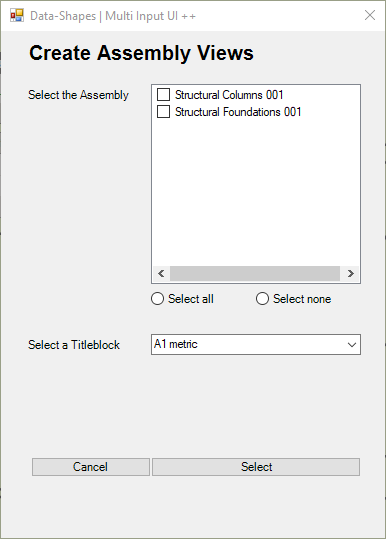 Data-Shapes | Multi Input UI ++
Create Assembly Views
Select the Assembly
Structural Columns 001
Structural Foundations 001
Select all
Select none
Select a Titleblock
A1 metric
Cancel
Select